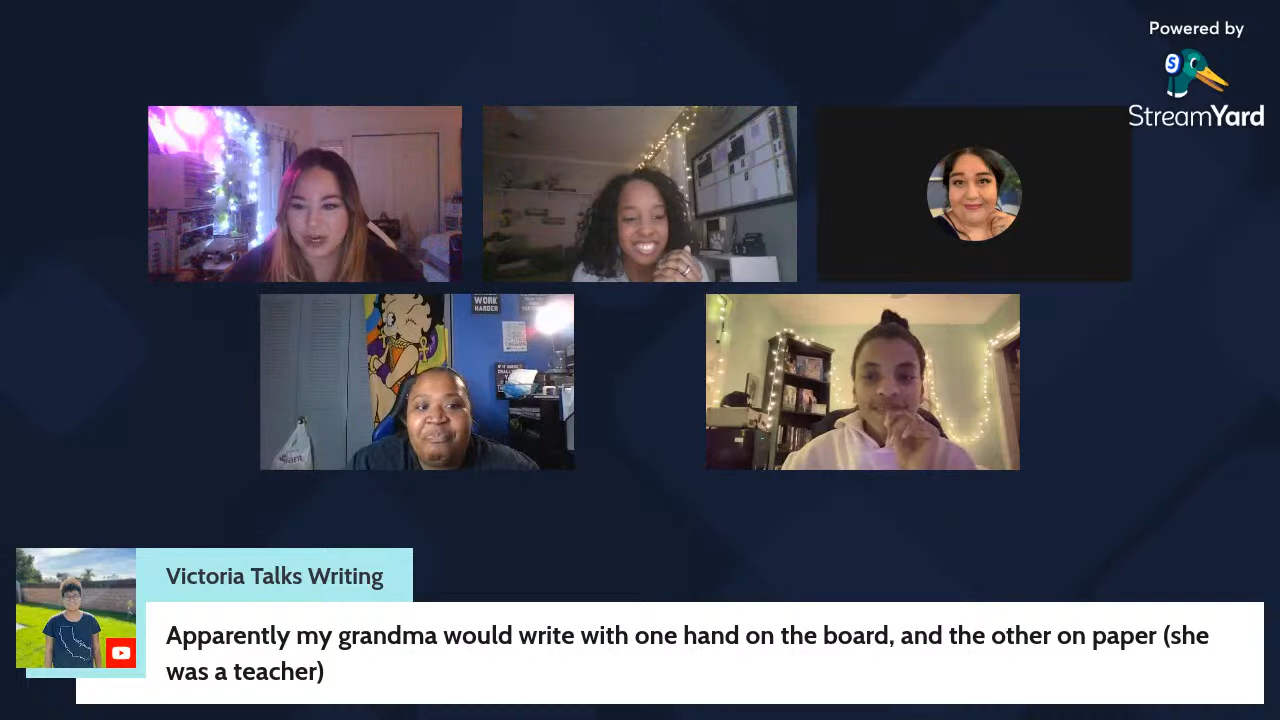 Powered by
S
StreamYard
WORK
HARDER
Victoria Talks Writing
Apparently my grandma would write with one hand on the board, and the other on paper (she
was a teacher)